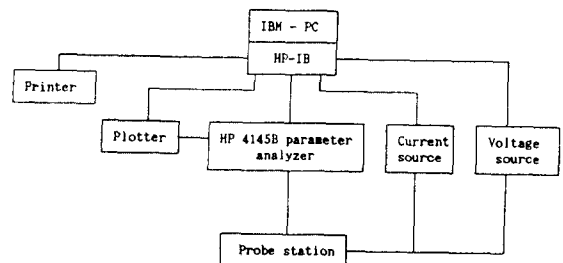 IBM - PC
HP-IB
Printer
Plotter
HP 4145B parameter
analyzer
Current
source
Voltage
source
Probe station